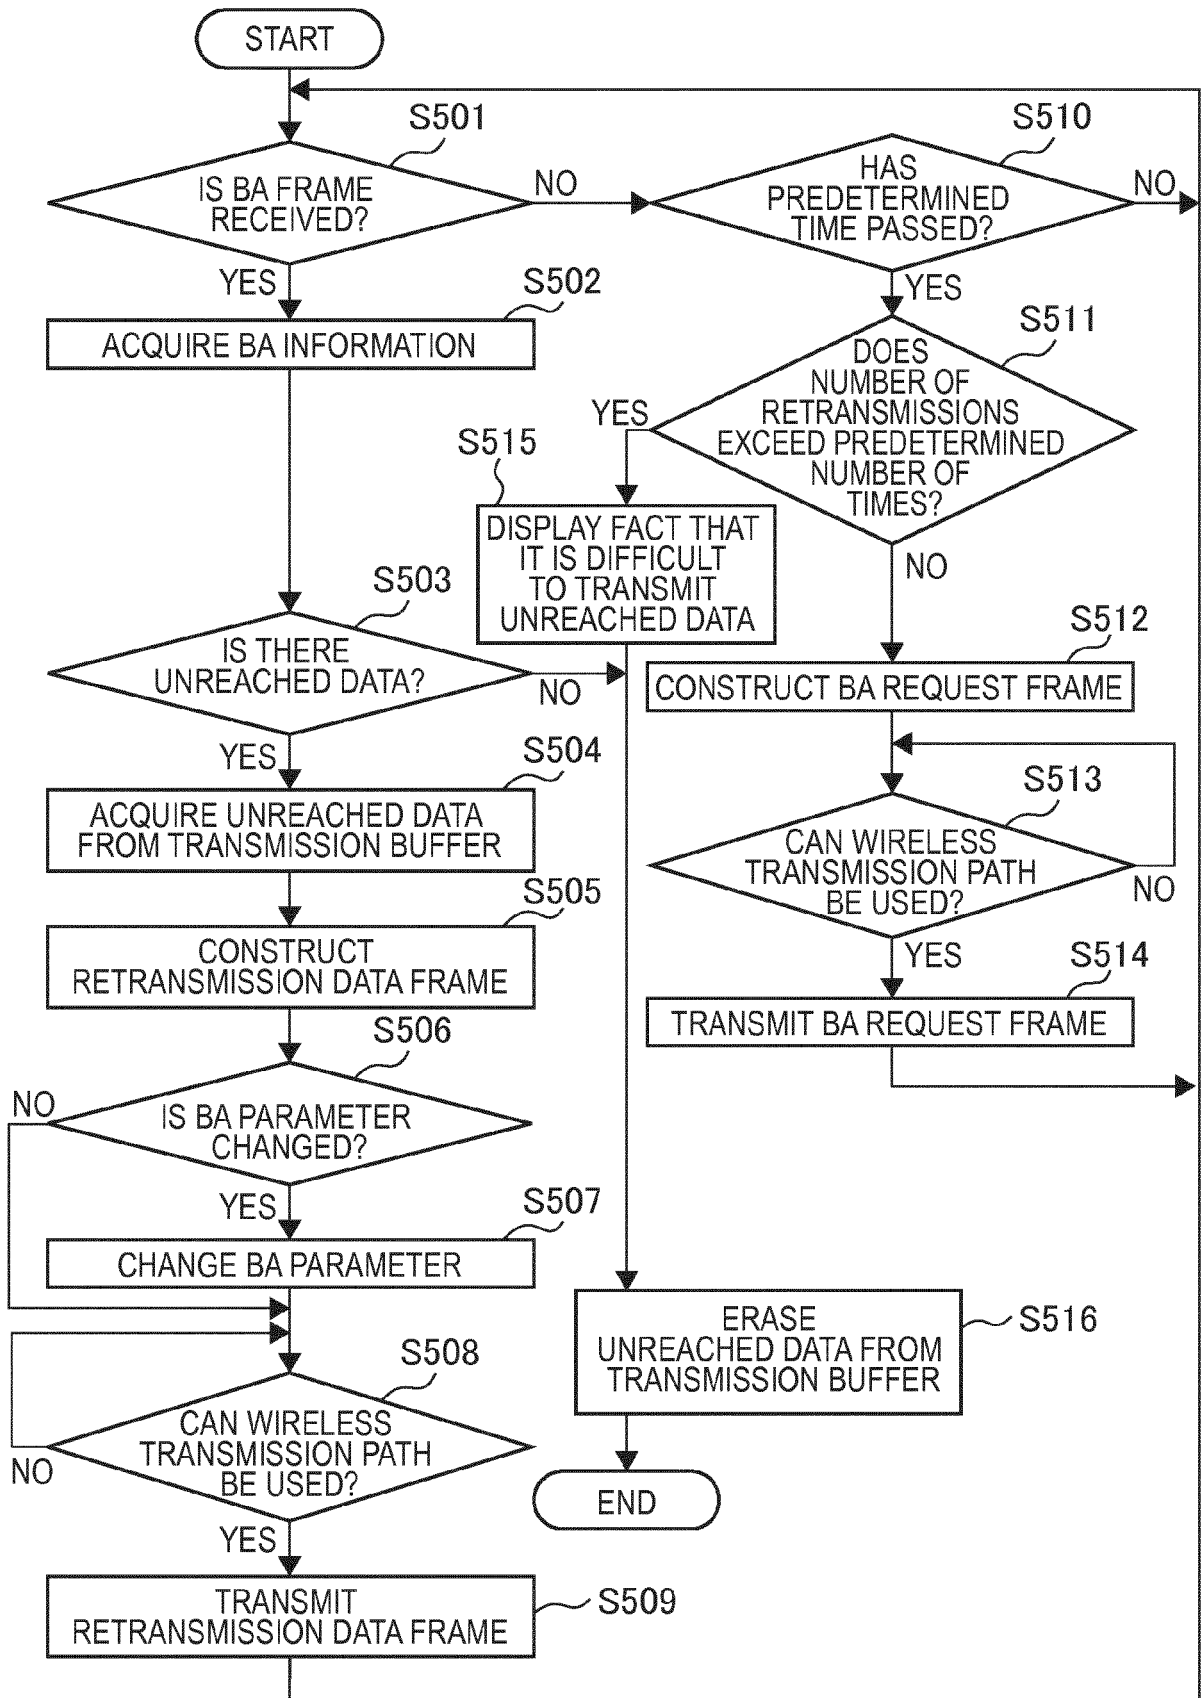 START
S501
IS BA FRAME
RECEIVED?
NO
YES
S510
HAS
PREDETERMINED
TIME PASSED?
NO
YES
S502
ACQUIRE BA INFORMATION
S511
DOES
NUMBER OF
RETRANSMISSIONS
EXCEED PREDETERMINED
NUMBER OF
TIMES?
YES
NO
S515
DISPLAY FACT THAT
IT IS DIFFICULT
TO TRANSMIT
UNREACHED DATA
S503
IS THERE
UNREACHED DATA?
NO
YES
S512
CONSTRUCT BA REQUEST FRAME
S504
ACQUIRE UNREACHED DATA
FROM TRANSMISSION BUFFER
S513
CAN WIRELESS
TRANSMISSION PATH
BE USED?
NO
YES
S505
CONSTRUCT
RETRANSMISSION DATA FRAME
S514
TRANSMIT BA REQUEST FRAME
S506
IS BA PARAMETER
CHANGED?
NO
YES
S507
CHANGE BA PARAMETER
S516
ERASE
UNREACHED DATA FROM
TRANSMISSION BUFFER
S508
CAN WIRELESS
TRANSMISSION PATH
BE USED?
NO
YES
END
S509
TRANSMIT
RETRANSMISSION DATA FRAME